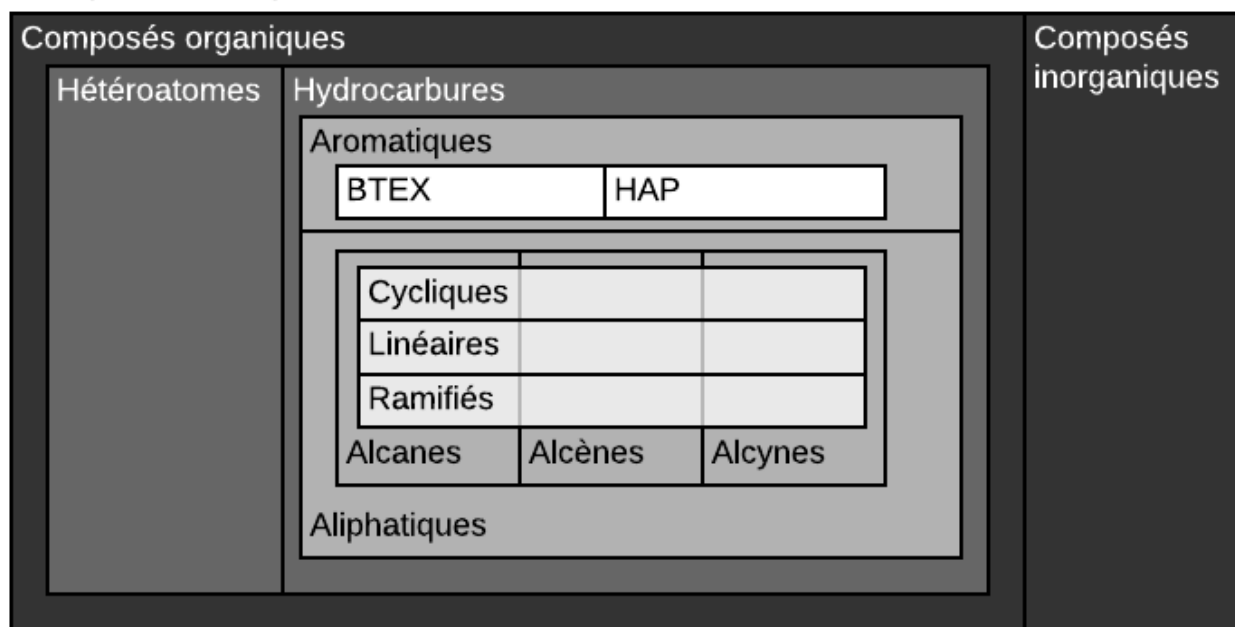 Composés organiques
Composés
inorganiques
Hétéroatomes
Hydrocarbures
Aromatiques
BTEX
HAP
Cycliques
Linéaires
Ramifiés
Alcanes
Alcènes
Alcynes
Aliphatiques